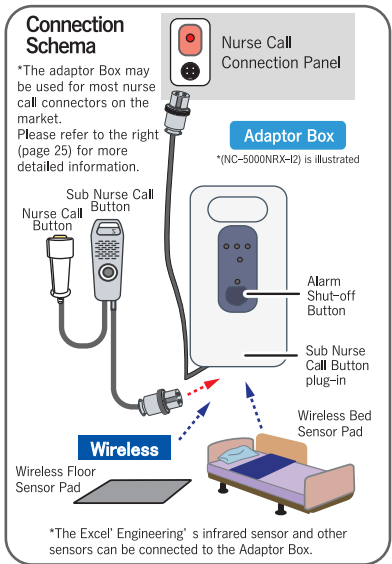 Connection
Schema
*The adaptor Box may
be used for most nurse
call connectors on the
market.
Please refer to the right
(page 25) for more
detailed information.
Nurse Call
Connection Panel
Adaptor Box
*(NC-5000NRX-I2) is illustrated
Sub Nurse Call
Button
Nurse Call
Button
Alarm
Shut-off
Button
Sub Nurse
Call Button
plug-in
Wireless
Wireless Bed
Sensor Pad
Wireless Floor
Sensor Pad
*The Excel' Engineering' s infrared sensor and other
sensors can be connected to the Adaptor Box.